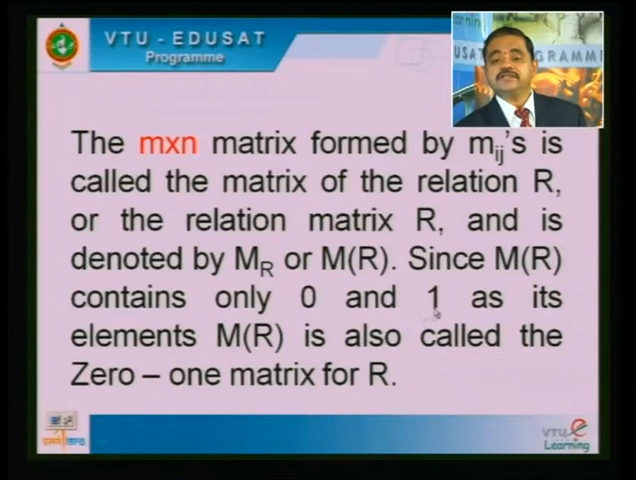 VTU - EDUSAT
Programme
The mxn matrix formed by mij's is
called the matrix of the relation R,
or the relation matrix R, and is
denoted by MR or M(R). Since M(R)
contains only 0 and 1 as its
elements M(R) is also called the
Zero – one matrix for R.
VTU e
Learning